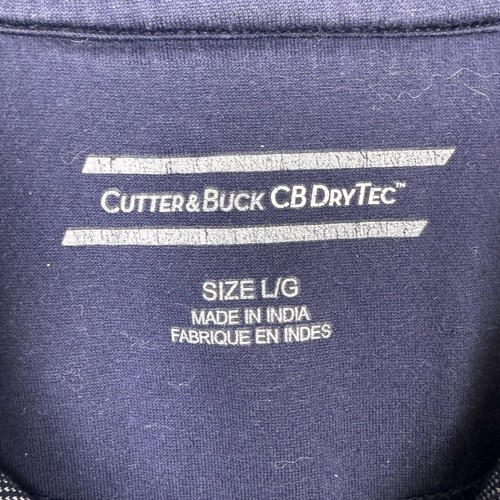 CUTTER & BUCK CB DRYTEC™
SIZE L/G
MADE IN INDIA
FABRIQUE EN INDES